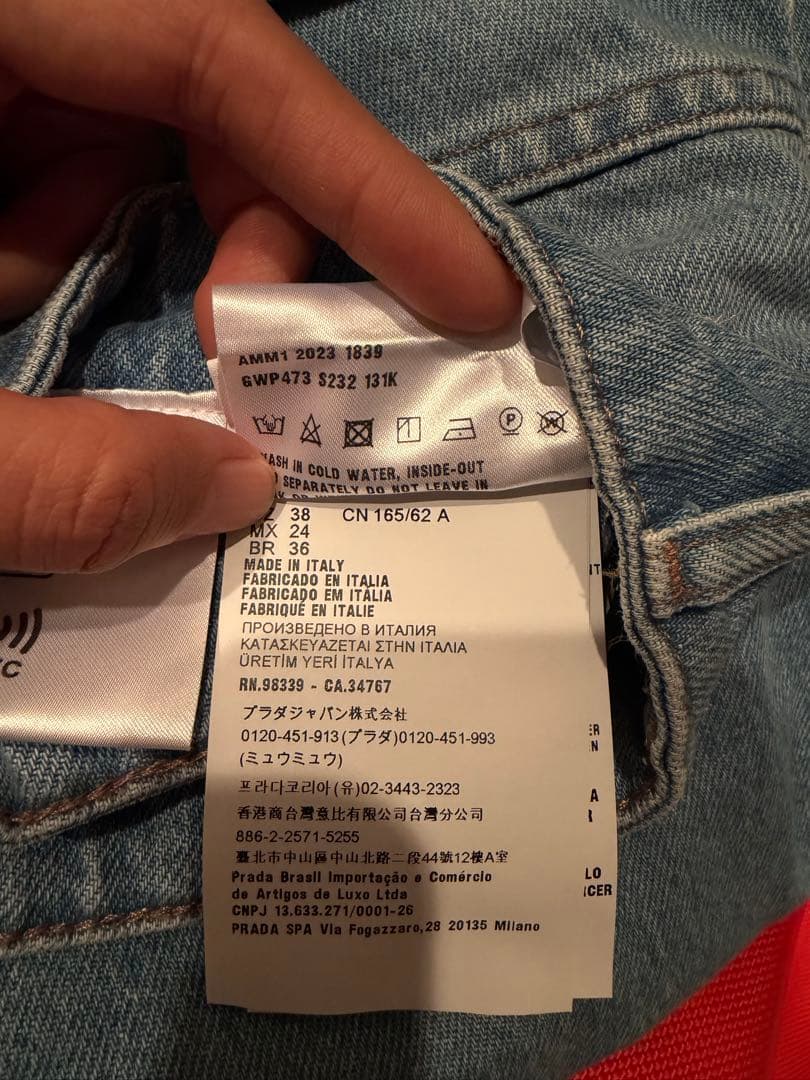 AMM1 2023 1839
GWP473 S232 131K
P
W
WASH IN COLD WATER, INSIDE-OUT
SEPARATELY DO NOT LEAVE IN
38 CN 165/62 A
MX 24
BR 36
MADE IN ITALY
FABRICADO EN ITALIA
FABRICADO EM ITÁLIA
FABRIQUÉ EN ITALIE
ПРОИЗВЕДЕНО В ИТАЛИЯ
ΚΑΤΑΣΚΕΥΑΖΕΤΑΙ ΣΤΗΝ ΙΤΑΛΙΑ
ÜRETİM YERİ İTALYA
RN.98339 - CA.34767
プラダジャパン株式会社
0120-451-913(プラダ)0120-451-993
(ミュウミュウ)
프라다코리아(유)02-3443-2323
香港商台灣意比有限公司台灣分公司
886-2-2571-5255
臺北市中山區中山北路二段44號12樓A室
Prada Brasil Importação e Comércio
de Artigos de Luxo Ltda
CNPJ 13.633.271/0001-26
PRADA SPA Via Fogazzaro,28 20135 Milano